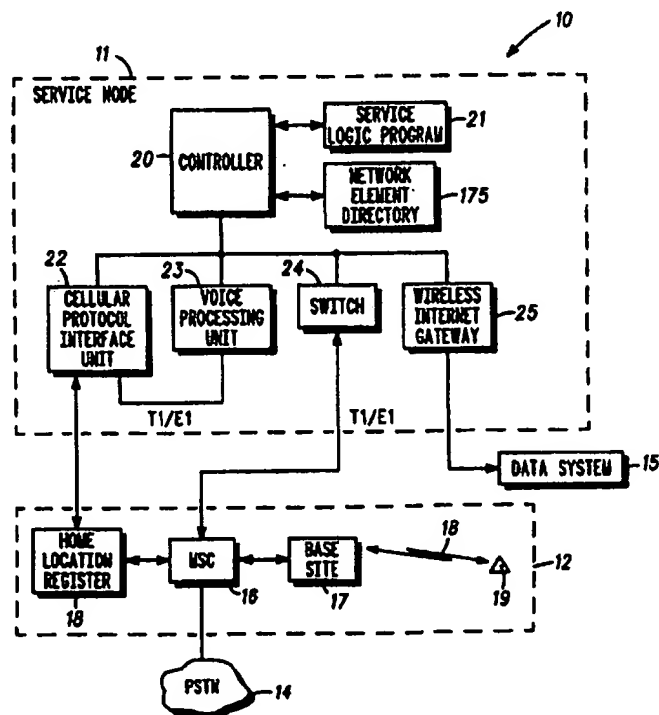 10
11
SERVICE NODE
20
CONTROLLER
SERVICE
LOGIC PROGRAM
21
NETWORK
ELEMENT
DIRECTORY
175
22
CELLULAR
PROTOCOL
INTERFACE
UNIT
23
VOICE
PROCESSING
UNIT
24
SWITCH
WIRELESS
INTERNET
GATEWAY
25
T1/E1
T1/E1
DATA SYSTEM
15
HOME
LOCATION
REGISTER
18
MSC
16
BASE
SITE
17
18
19
12
PSTN
14